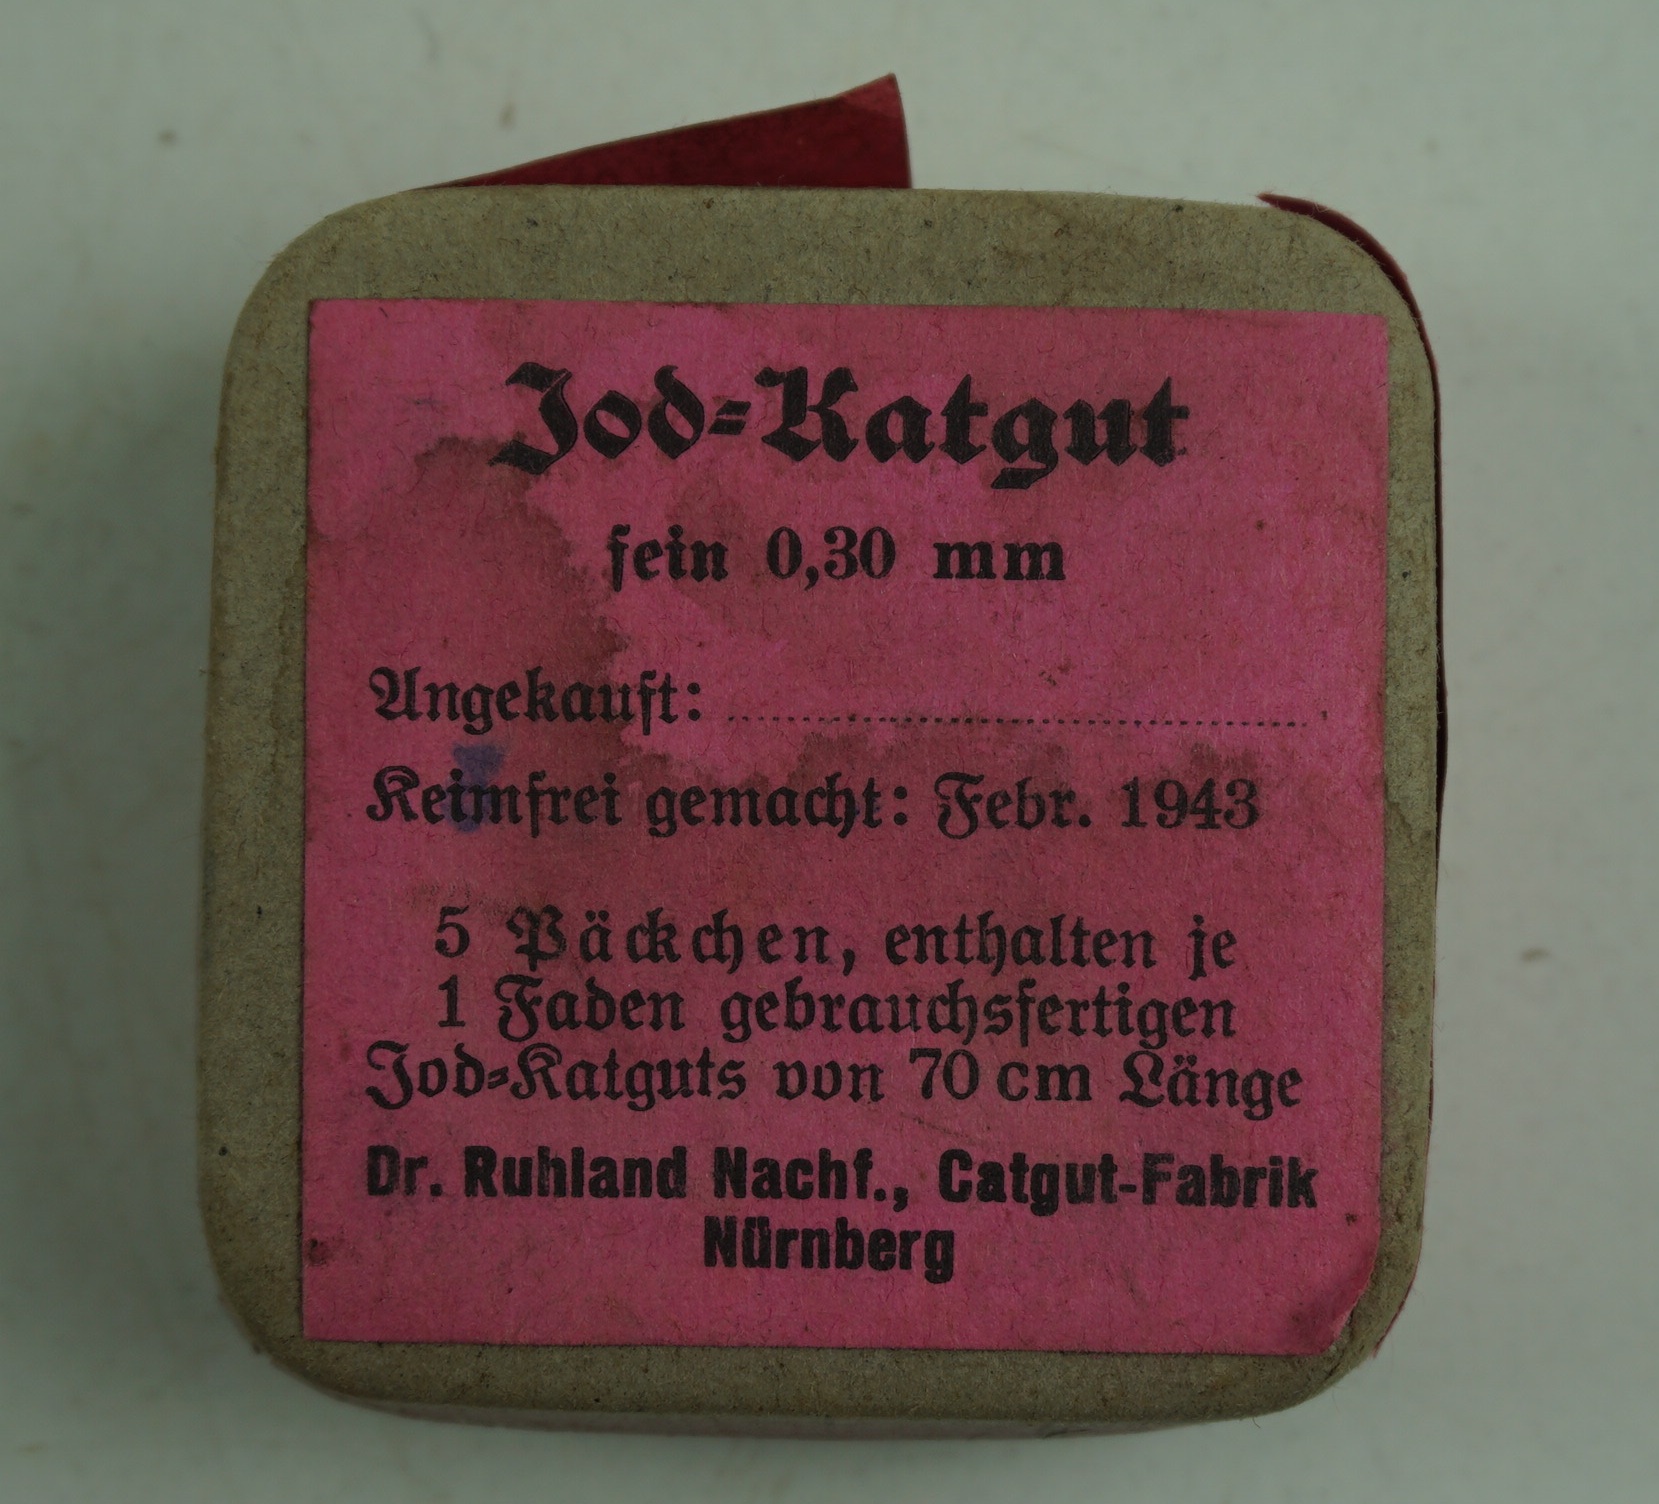 Jod-Katgut
fein 0,30 mm
Angekauft: ................................
Keimfrei gemacht: Febr. 1943
5 Päckchen, enthalten je
1 Faden gebrauchsfertigen
Jod-Katguts von 70 cm Länge
Dr. Ruhland Nachf., Catgut-Fabrik
Nürnberg